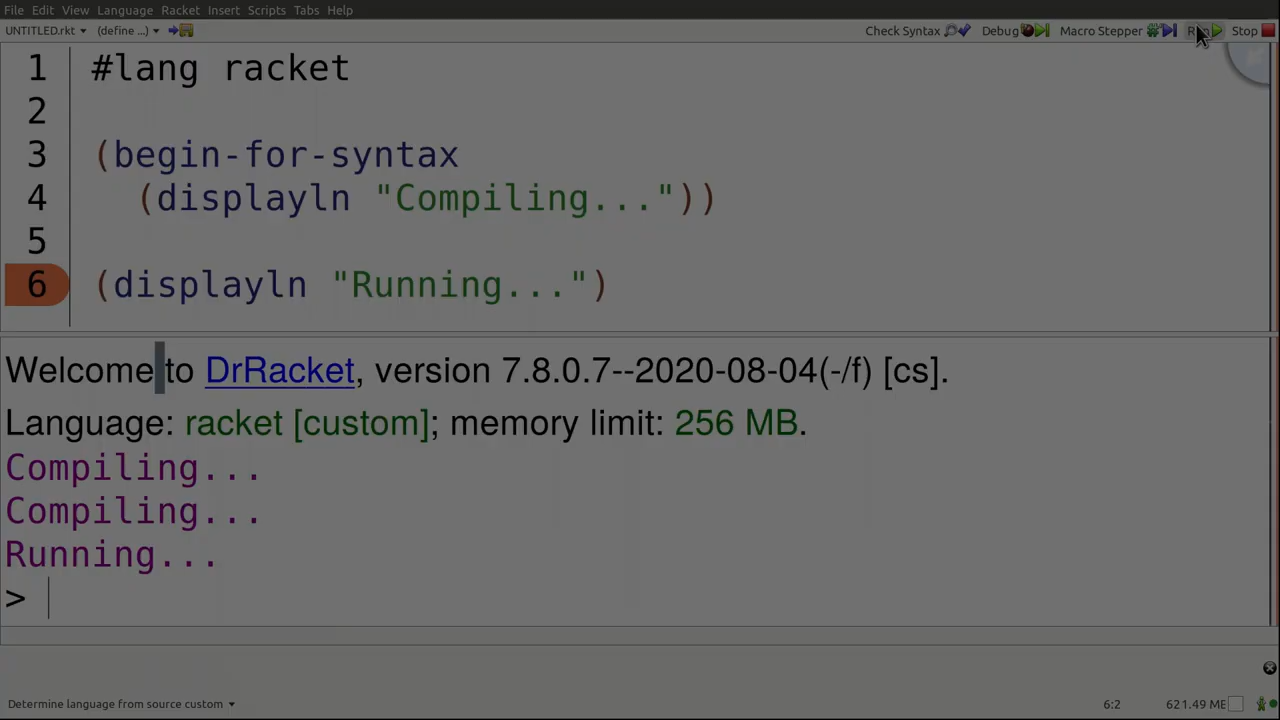 File Edit View Language Racket Insert Scripts Tabs Help
UNTITLED.rkt (define ...) Check Syntax Debug Macro Stepper Stop
1 #lang racket
2
3 (begin-for-syntax
4 (displayln "Compiling..."))
5
6 (displayln "Running...")
Welcome to DrRacket, version 7.8.0.7--2020-08-04(-/f) [cs].
Language: racket [custom]; memory limit: 256 MB.
Compiling...
Compiling...
Running...
>
Determine language from source custom 6:2 621.49 MB